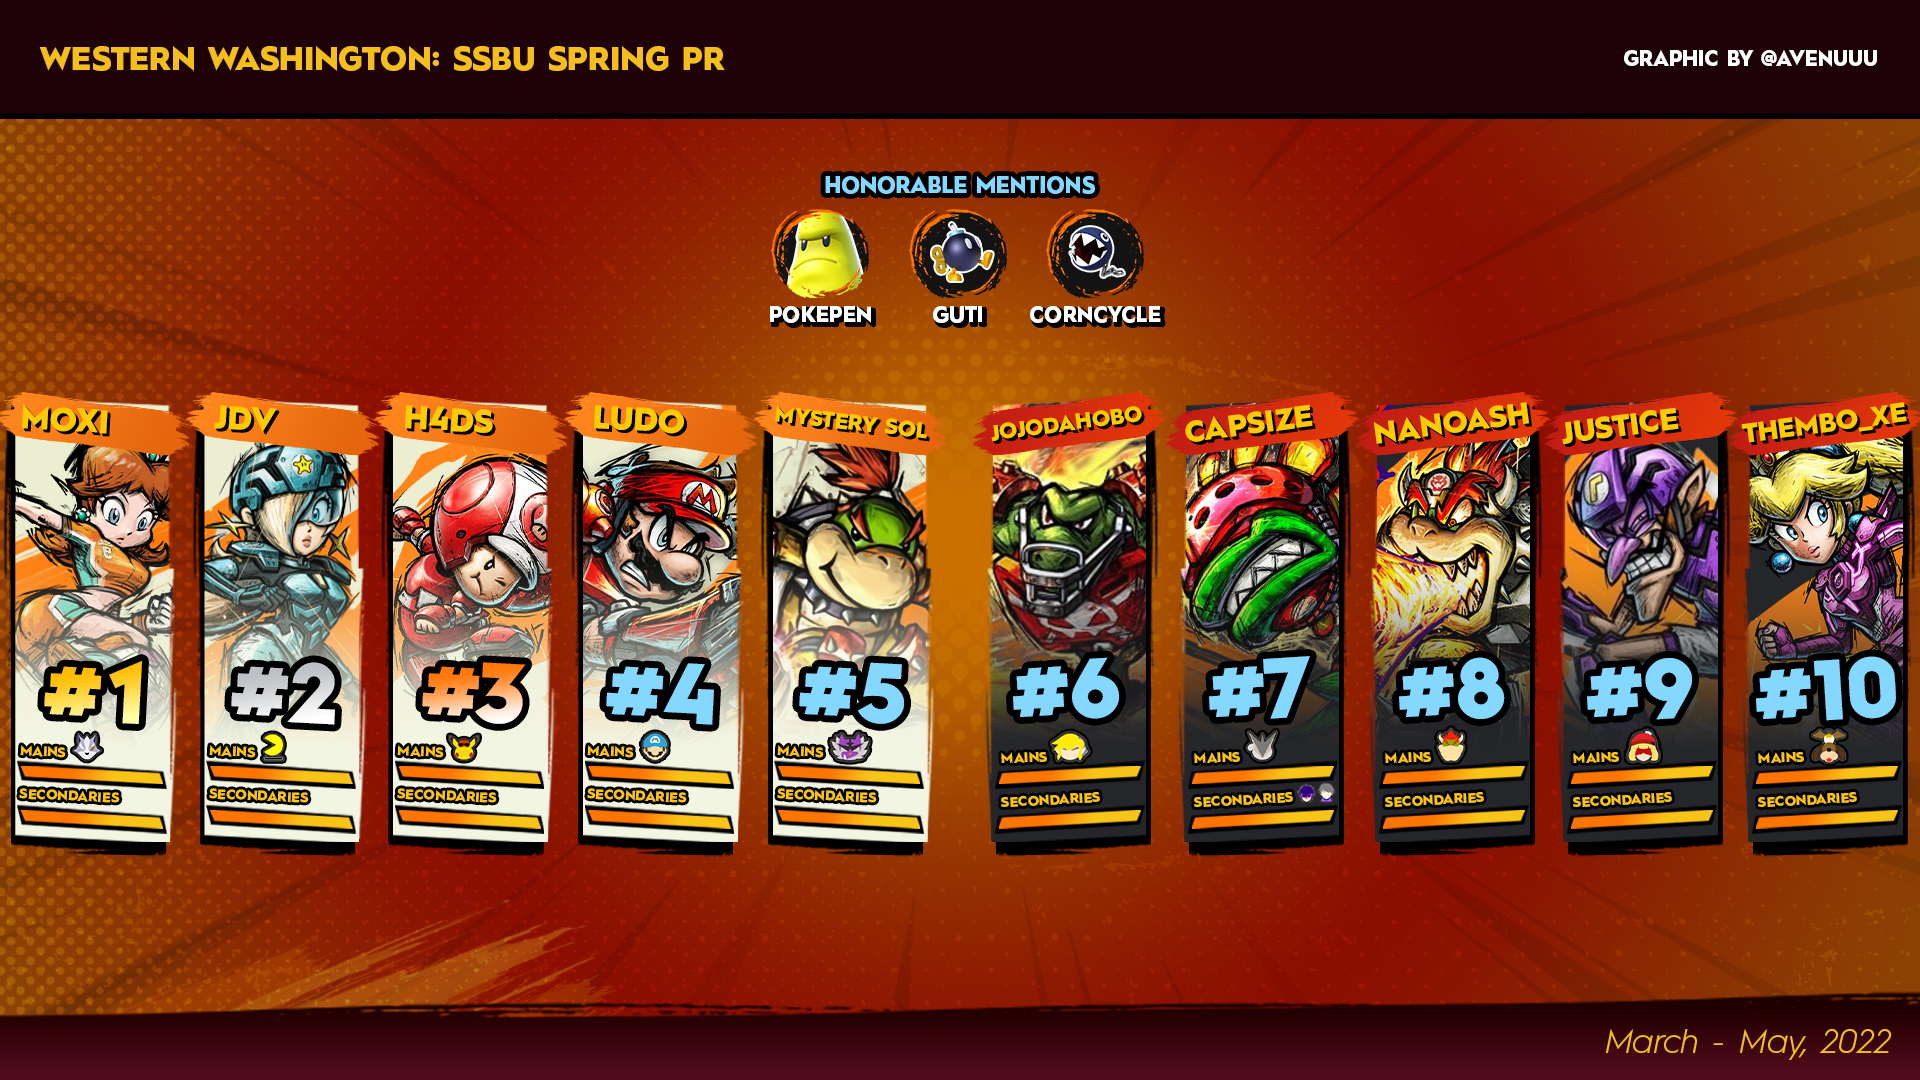 WESTERN WASHINGTON: SSBU SPRING PR
GRAPHIC BY @AVENUUU
HONORABLE MENTIONS
POKEPEN
GUTI
CORNCYCLE
MOXI
#1
MAINS
SECONDARIES
JDV
#2
MAINS
SECONDARIES
H4DS
#3
MAINS
SECONDARIES
LUDO
#4
MAINS
SECONDARIES
MYSTERY SOL
#5
MAINS
SECONDARIES
JOJODAHOBO
#6
MAINS
SECONDARIES
CAPSIZE
#7
MAINS
SECONDARIES
NANOASH
#8
MAINS
SECONDARIES
JUSTICE
#9
MAINS
SECONDARIES
THEMBO_XE
#10
MAINS
SECONDARIES
March - May, 2022